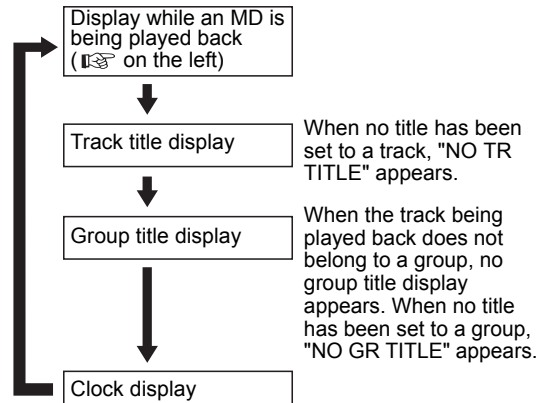 Display while an MD is
being played back
(☞ on the left)
Track title display
When no title has been
set to a track, "NO TR
TITLE" appears.
Group title display
When the track being
played back does not
belong to a group, no
group title display
appears. When no title
has been set to a group,
"NO GR TITLE" appears.
Clock display